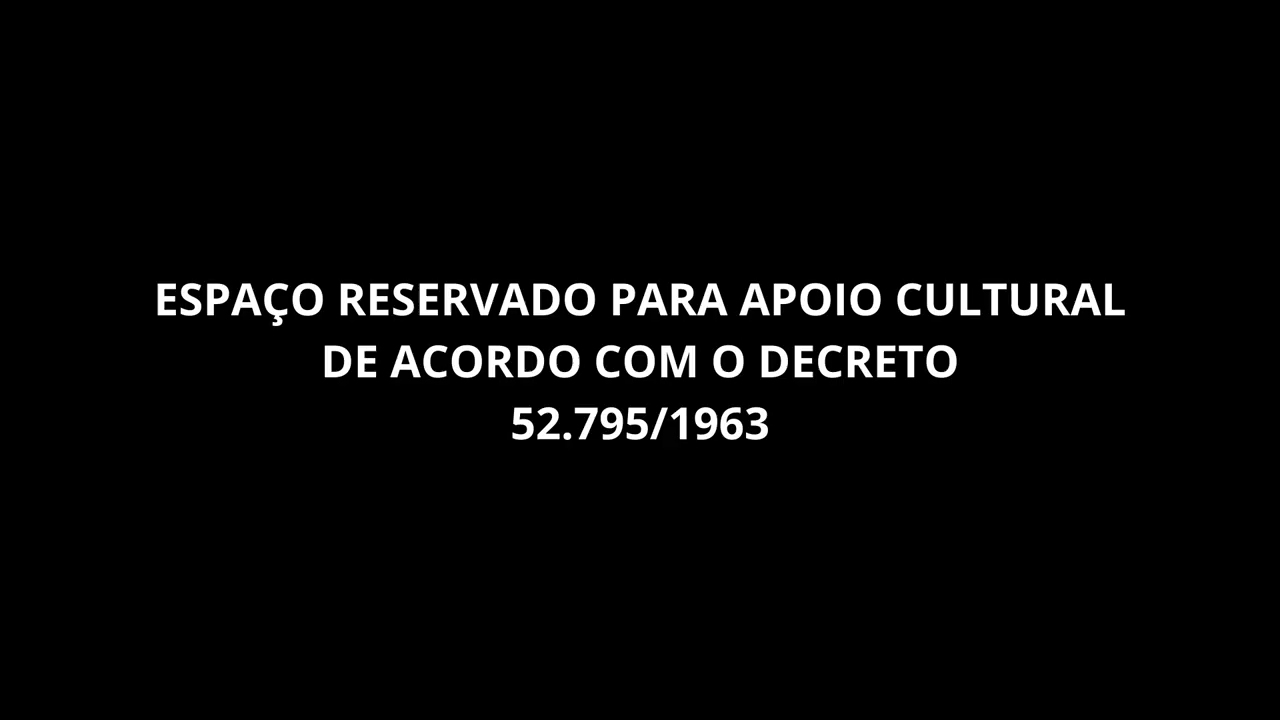 ESPAÇO RESERVADO PARA APOIO CULTURAL
DE ACORDO COM O DECRETO
52.795/1963